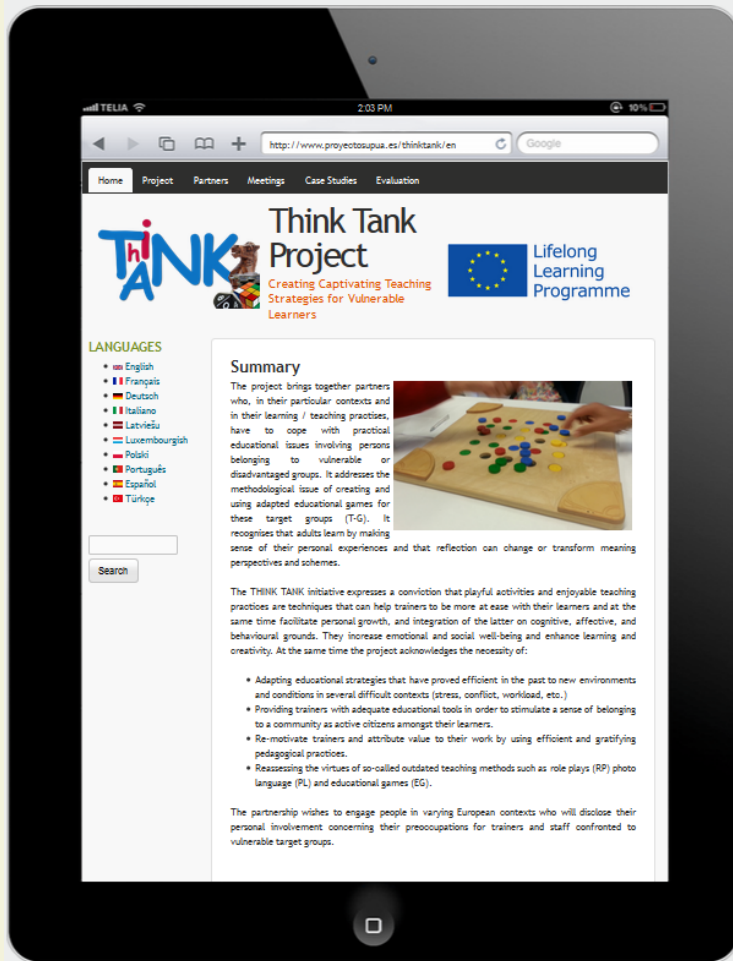 TELIA
2:03 PM
10%
http://www.proyectosupua.es/thinktank/en
Google
Home Project Partners Meetings Case Studies Evaluation
ThiNK
TANK
Think Tank
Project
Creating Captivating Teaching
Strategies for Vulnerable
Learners
Lifelong
Learning
Programme
LANGUAGES
English
Français
Deutsch
Italiano
Latviešu
Luxembourgish
Polski
Português
Español
Türkçe
Search
Summary
The project brings together partners
who, in their particular contexts and
in their learning / teaching practises,
have to cope with practical
educational issues involving persons
belonging to vulnerable or
disadvantaged groups. It addresses the
methodological issue of creating and
using adapted educational games for
these target groups (T-G). It
recognises that adults learn by making
sense of their personal experiences and that reflection can change or transform meaning
perspectives and schemes.
The THINK TANK initiative expresses a conviction that playful activities and enjoyable teaching
practices are techniques that can help trainers to be more at ease with their learners and at the
same time facilitate personal growth, and integration of the latter on cognitive, affective, and
behavioural grounds. They increase emotional and social well-being and enhance learning and
creativity. At the same time the project acknowledges the necessity of:
Adapting educational strategies that have proved efficient in the past to new environments
and conditions in several difficult contexts (stress, conflict, workload, etc.)
Providing trainers with adequate educational tools in order to stimulate a sense of belonging
to a community as active citizens amongst their learners.
Re-motivate trainers and attribute value to their work by using efficient and gratifying
pedagogical practices.
Reassessing the virtues of so-called outdated teaching methods such as role plays (RP) photo
language (PL) and educational games (EG).
The partnership wishes to engage people in varying European contexts who will disclose their
personal involvement concerning their preoccupations for trainers and staff confronted to
vulnerable target groups.